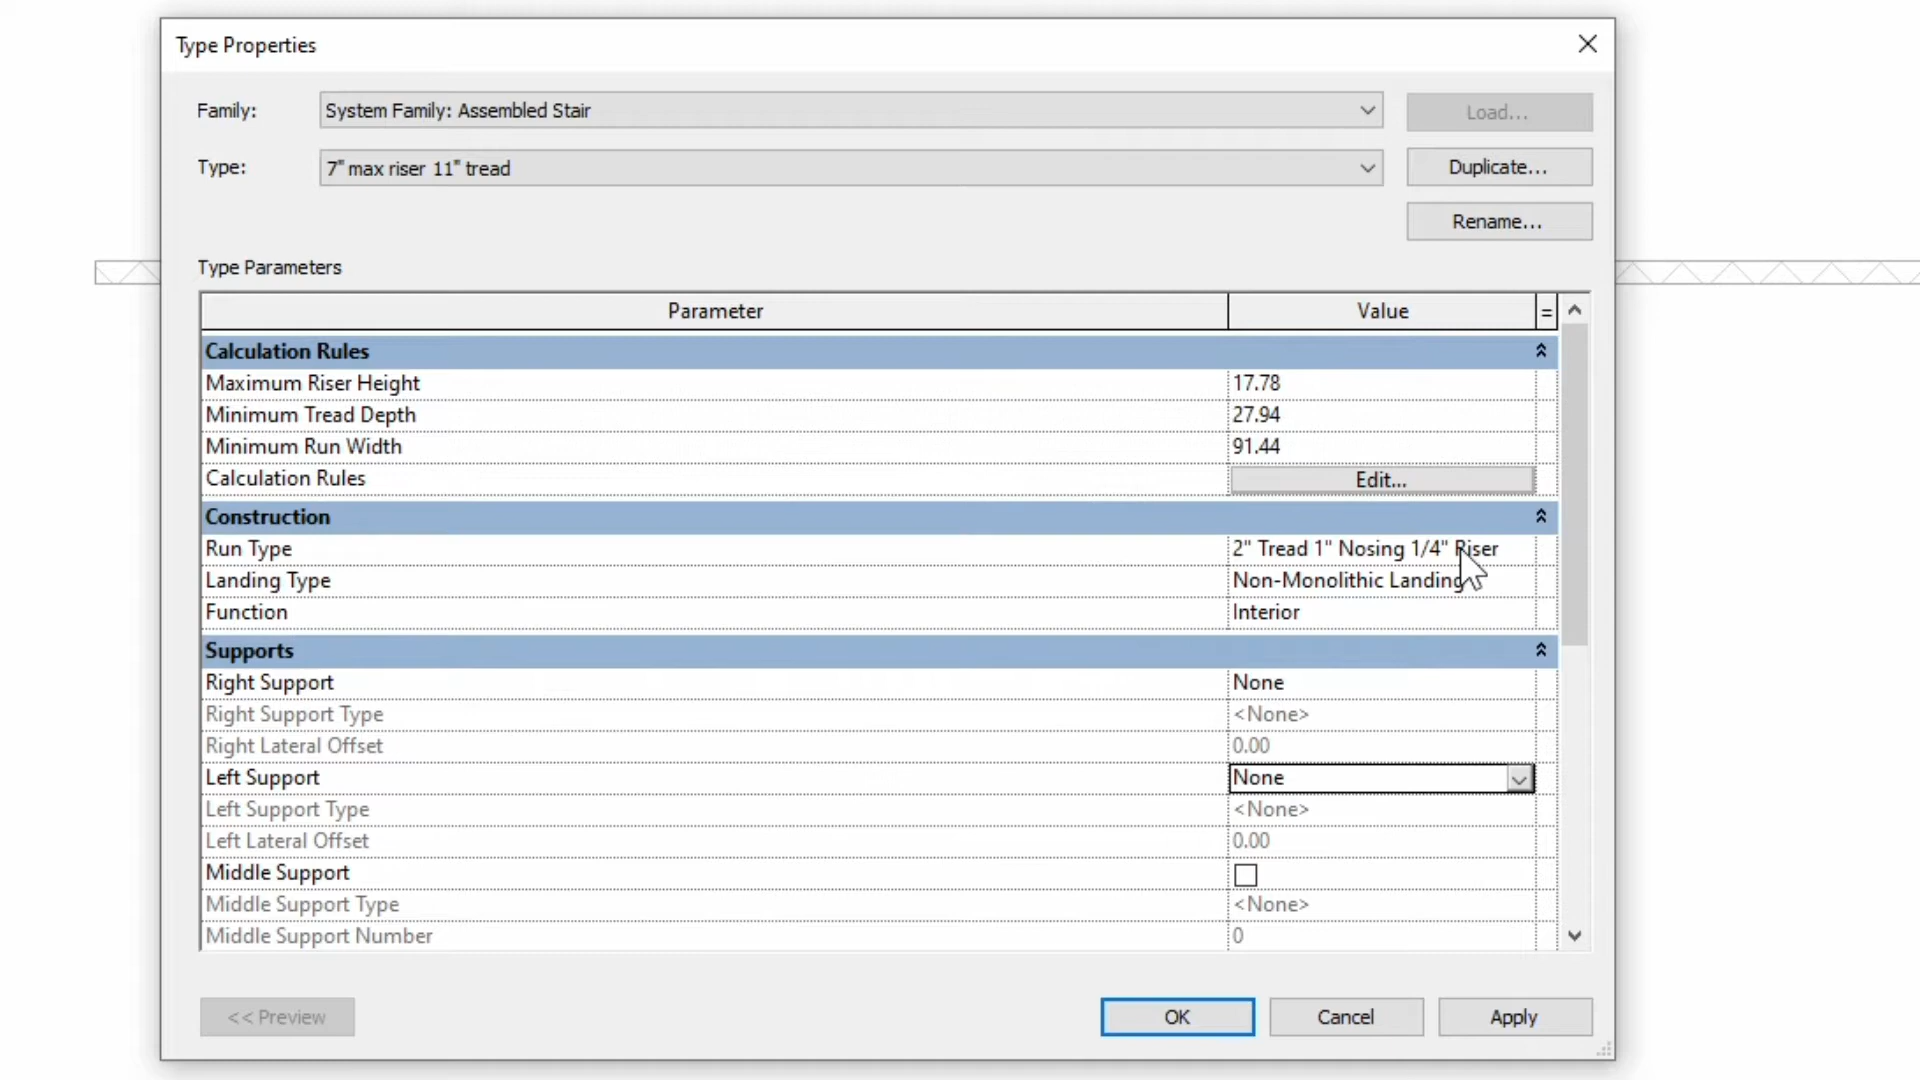 Type Properties
Family: System Family: Assembled Stair Load...
Type: 7" max riser 11" tread Duplicate...
Rename...
Type Parameters
Parameter Value =
Calculation Rules
Maximum Riser Height 17.78
Minimum Tread Depth 27.94
Minimum Run Width 91.44
Calculation Rules Edit...
Construction
Run Type 2" Tread 1" Nosing 1/4" Riser
Landing Type Non-Monolithic Landing
Function Interior
Supports
Right Support None
Right Support Type <None>
Right Lateral Offset 0.00
Left Support None
Left Support Type <None>
Left Lateral Offset 0.00
Middle Support
Middle Support Type <None>
Middle Support Number 0
<< Preview OK Cancel Apply